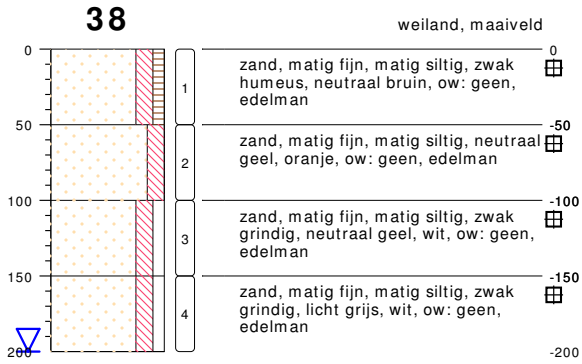 38
weiland, maaiveld
0
0
zand, matig fijn, matig siltig, zwak
humeus, neutraal bruin, ow: geen,
edelman
1
50
-50
zand, matig fijn, matig siltig, neutraal
geel, oranje, ow: geen, edelman
2
100
-100
zand, matig fijn, matig siltig, zwak
grindig, neutraal geel, wit, ow: geen,
edelman
3
150
-150
zand, matig fijn, matig siltig, zwak
grindig, licht grijs, wit, ow: geen,
edelman
4
200
-200